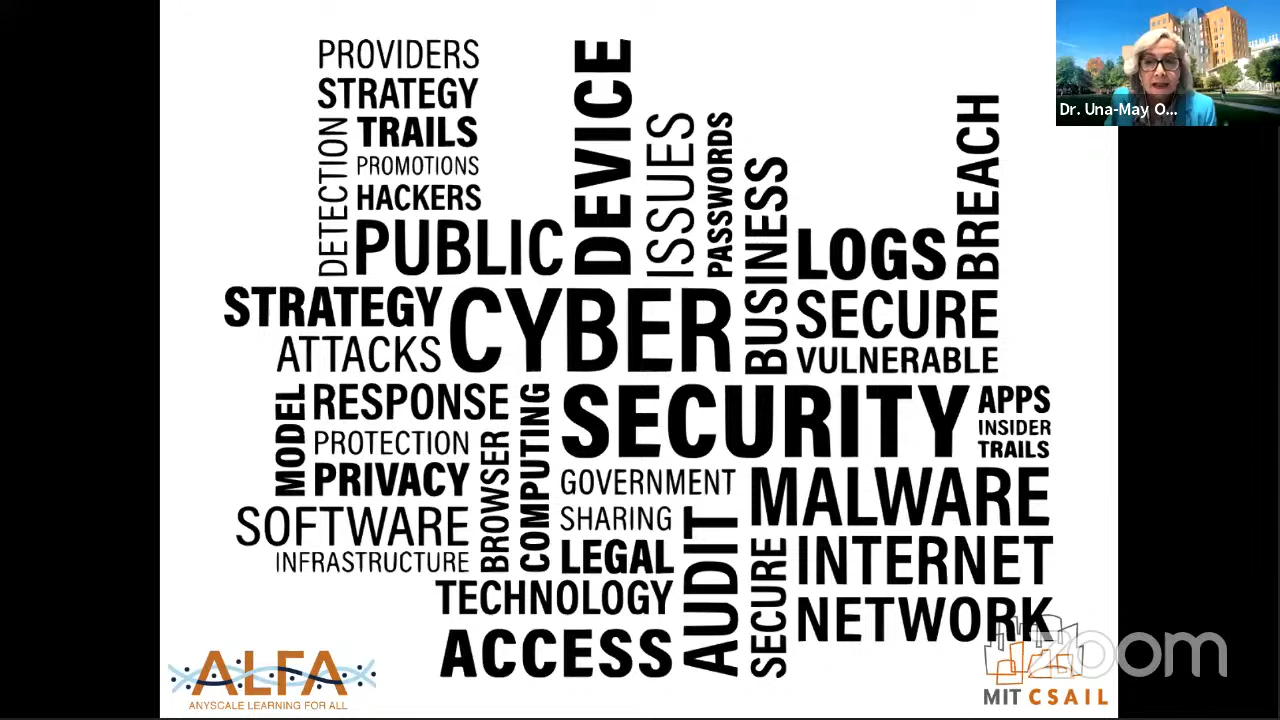 PROVIDERS
STRATEGY
TRAILS
PROMOTIONS
HACKERS
DETECTION
PUBLIC
DEVICE
ISSUES
PASSWORDS
BUSINESS
LOGS
BREACH
STRATEGY
CYBER
SECURE
ATTACKS
VULNERABLE
MODEL
RESPONSE
PROTECTION
PRIVACY
BROWSER
COMPUTING
SECURITY
APPS
INSIDER
TRAILS
GOVERNMENT
MALWARE
SHARING
SOFTWARE
INFRASTRUCTURE
LEGAL
AUDIT
SECURE
INTERNET
TECHNOLOGY
NETWORK
ACCESS
ALFA
ANYSCALE LEARNING FOR ALL
MIT CSAIL
zoom
Dr. Una-May O...